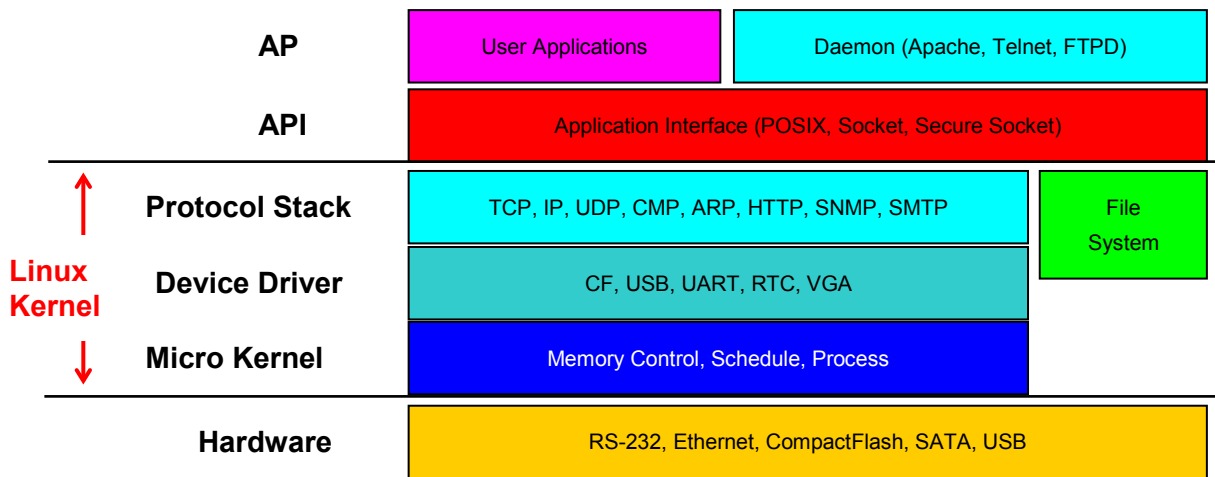 AP
User Applications
Daemon (Apache, Telnet, FTPD)
API
Application Interface (POSIX, Socket, Secure Socket)
Linux
Kernel
Protocol Stack
TCP, IP, UDP, CMP, ARP, HTTP, SNMP, SMTP
File
System
Device Driver
CF, USB, UART, RTC, VGA
Micro Kernel
Memory Control, Schedule, Process
Hardware
RS-232, Ethernet, CompactFlash, SATA, USB